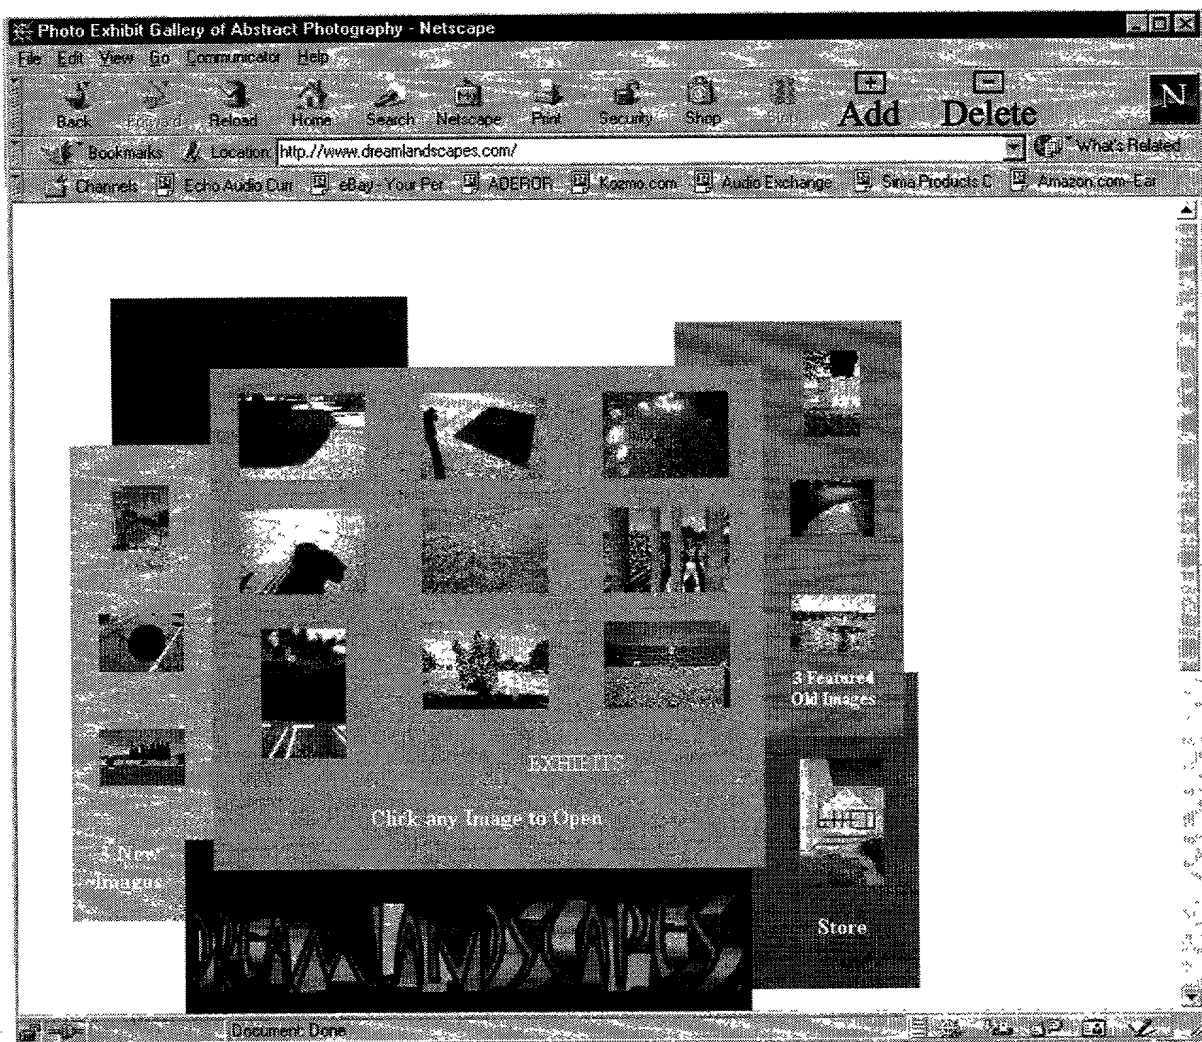 Photo Exhibit Gallery of Abstract Photography - Netscape
File Edit View Go Communicator Help
Back Forward Reload Home Search Netscape Print Security Shop Stop Add Delete
Bookmarks Location: http://www.dreamlandscapes.com/ What's Related
Channels Echo Audio Curr eBay - Your Per ADEROR Kozmo.com Audio Exchange Sima Products C Amazon.com--Ear
3 Featured
Old Images
EXHIBITS
Click any Image to Open
3 New
Images
Store
DREAMLANDSCAPES
Document: Done